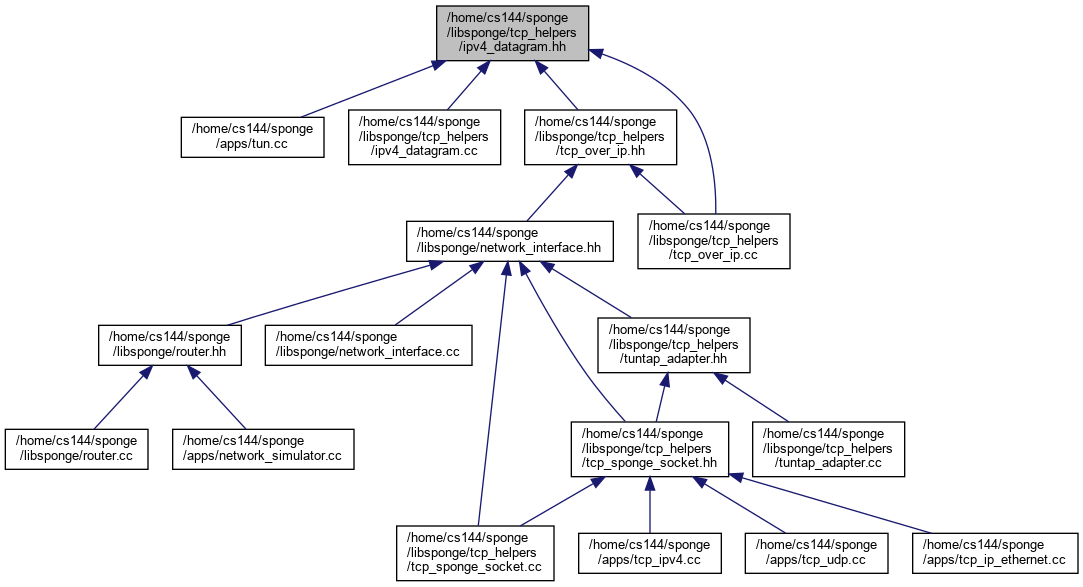 /home/cs144/sponge
/libsponge/tcp_helpers
/ipv4_datagram.hh
/home/cs144/sponge
/apps/tun.cc
/home/cs144/sponge
/libsponge/tcp_helpers
/ipv4_datagram.cc
/home/cs144/sponge
/libsponge/tcp_helpers
/tcp_over_ip.hh
/home/cs144/sponge
/libsponge/network_interface.hh
/home/cs144/sponge
/libsponge/tcp_helpers
/tcp_over_ip.cc
/home/cs144/sponge
/libsponge/router.hh
/home/cs144/sponge
/libsponge/network_interface.cc
/home/cs144/sponge
/libsponge/tcp_helpers
/tuntap_adapter.hh
/home/cs144/sponge
/libsponge/router.cc
/home/cs144/sponge
/apps/network_simulator.cc
/home/cs144/sponge
/libsponge/tcp_helpers
/tcp_sponge_socket.hh
/home/cs144/sponge
/libsponge/tcp_helpers
/tuntap_adapter.cc
/home/cs144/sponge
/libsponge/tcp_helpers
/tcp_sponge_socket.cc
/home/cs144/sponge
/apps/tcp_ipv4.cc
/home/cs144/sponge
/apps/tcp_udp.cc
/home/cs144/sponge
/apps/tcp_ip_ethernet.cc